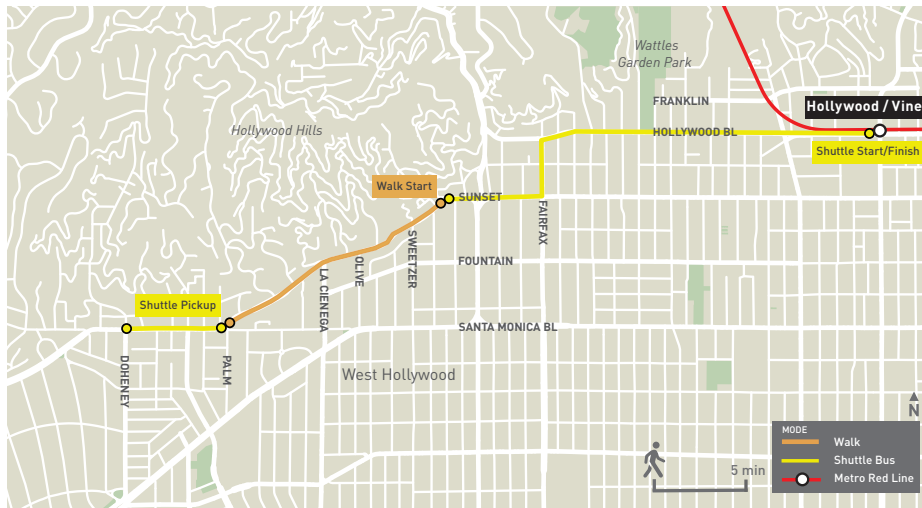 Wattles
Garden Park
FRANKLIN
Hollywood / Vine
Hollywood Hills
HOLLYWOOD BL
Shuttle Start/Finish
Walk Start
SUNSET
FAIRFAX
SWEETZER
OLIVE
LA CIENEGA
FOUNTAIN
Shuttle Pickup
SANTA MONICA BL
DOHENEY
PALM
West Hollywood
N
MODE
Walk
Shuttle Bus
Metro Red Line
5 min